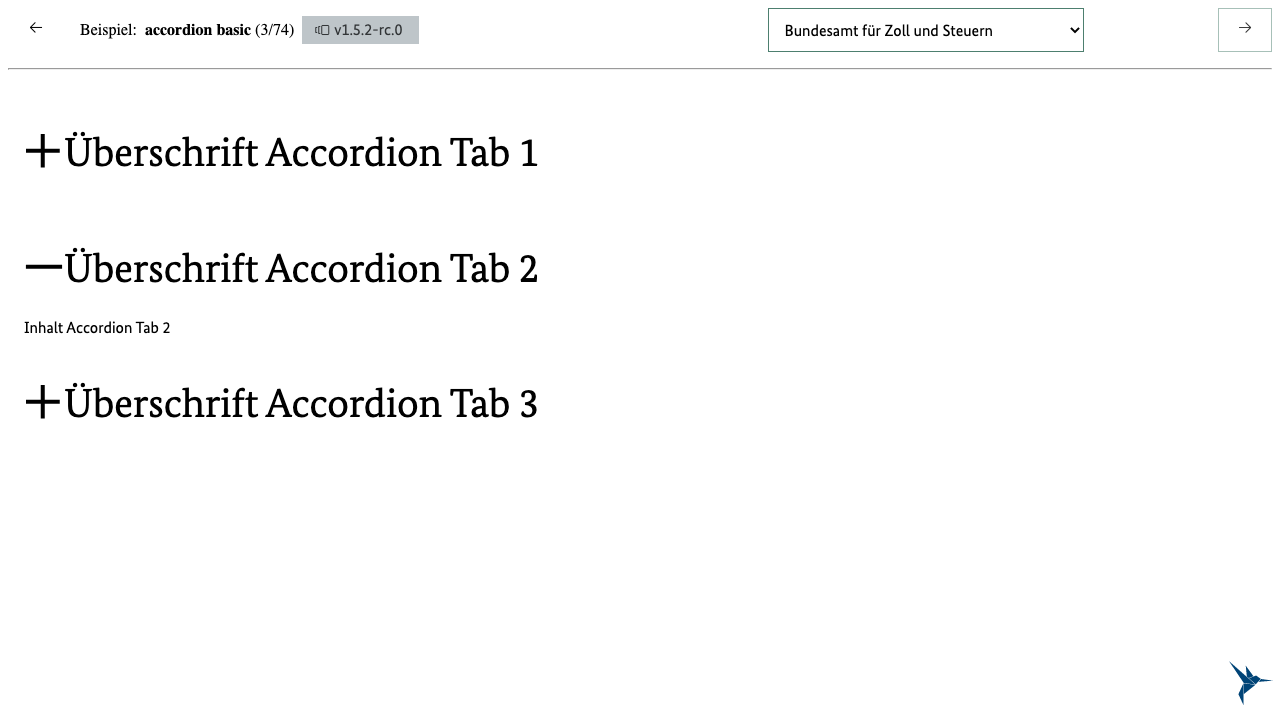 Beispiel: accordion basic (3/74) v1.5.2-rc.0
Bundesamt für Zoll und Steuern
Überschrift Accordion Tab 1
Überschrift Accordion Tab 2
Inhalt Accordion Tab 2
Überschrift Accordion Tab 3